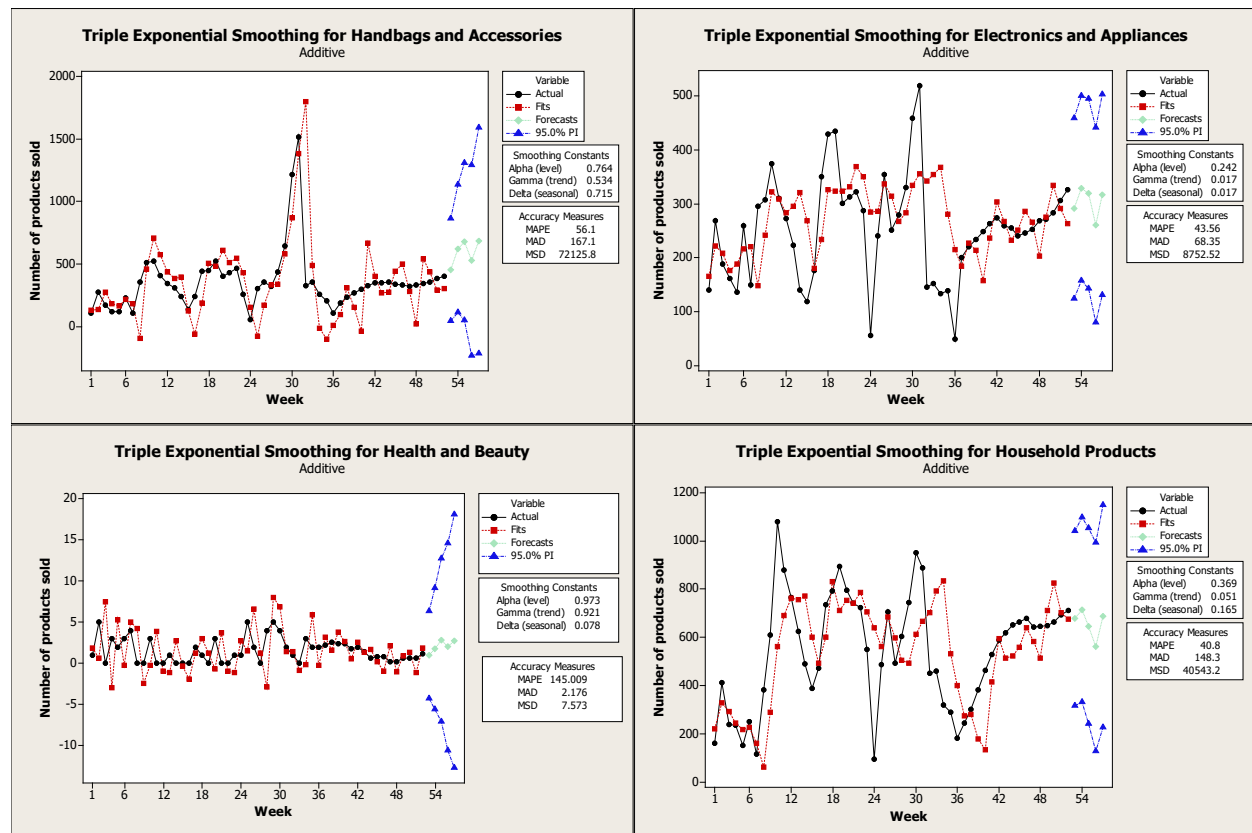 Triple Exponential Smoothing for Handbags and Accessories
Additive
Number of products sold
2000
1500
1000
500
0
1 6 12 18 24 30 36 42 48 54
Week
Variable
Actual
Fits
Forecasts
95.0% PI
Smoothing Constants
Alpha (level) 0.764
Gamma (trend) 0.534
Delta (seasonal) 0.715
Accuracy Measures
MAPE 56.1
MAD 167.1
MSD 72125.8
Triple Exponential Smoothing for Electronics and Appliances
Additive
Number of products sold
500
400
300
200
100
0
1 6 12 18 24 30 36 42 48 54
Week
Variable
Actual
Fits
Forecasts
95.0% PI
Smoothing Constants
Alpha (level) 0.242
Gamma (trend) 0.017
Delta (seasonal) 0.017
Accuracy Measures
MAPE 43.56
MAD 68.35
MSD 8752.52
Triple Exponential Smoothing for Health and Beauty
Additive
Number of products sold
20
15
10
5
0
-5
-10
1 6 12 18 24 30 36 42 48 54
Week
Variable
Actual
Fits
Forecasts
95.0% PI
Smoothing Constants
Alpha (level) 0.973
Gamma (trend) 0.921
Delta (seasonal) 0.078
Accuracy Measures
MAPE 145.009
MAD 2.176
MSD 7.573
Triple Expoential Smoothing for Household Products
Additive
Number of products sold
1200
1000
800
600
400
200
0
1 6 12 18 24 30 36 42 48 54
Week
Variable
Actual
Fits
Forecasts
95.0% PI
Smoothing Constants
Alpha (level) 0.369
Gamma (trend) 0.051
Delta (seasonal) 0.165
Accuracy Measures
MAPE 40.8
MAD 148.3
MSD 40543.2